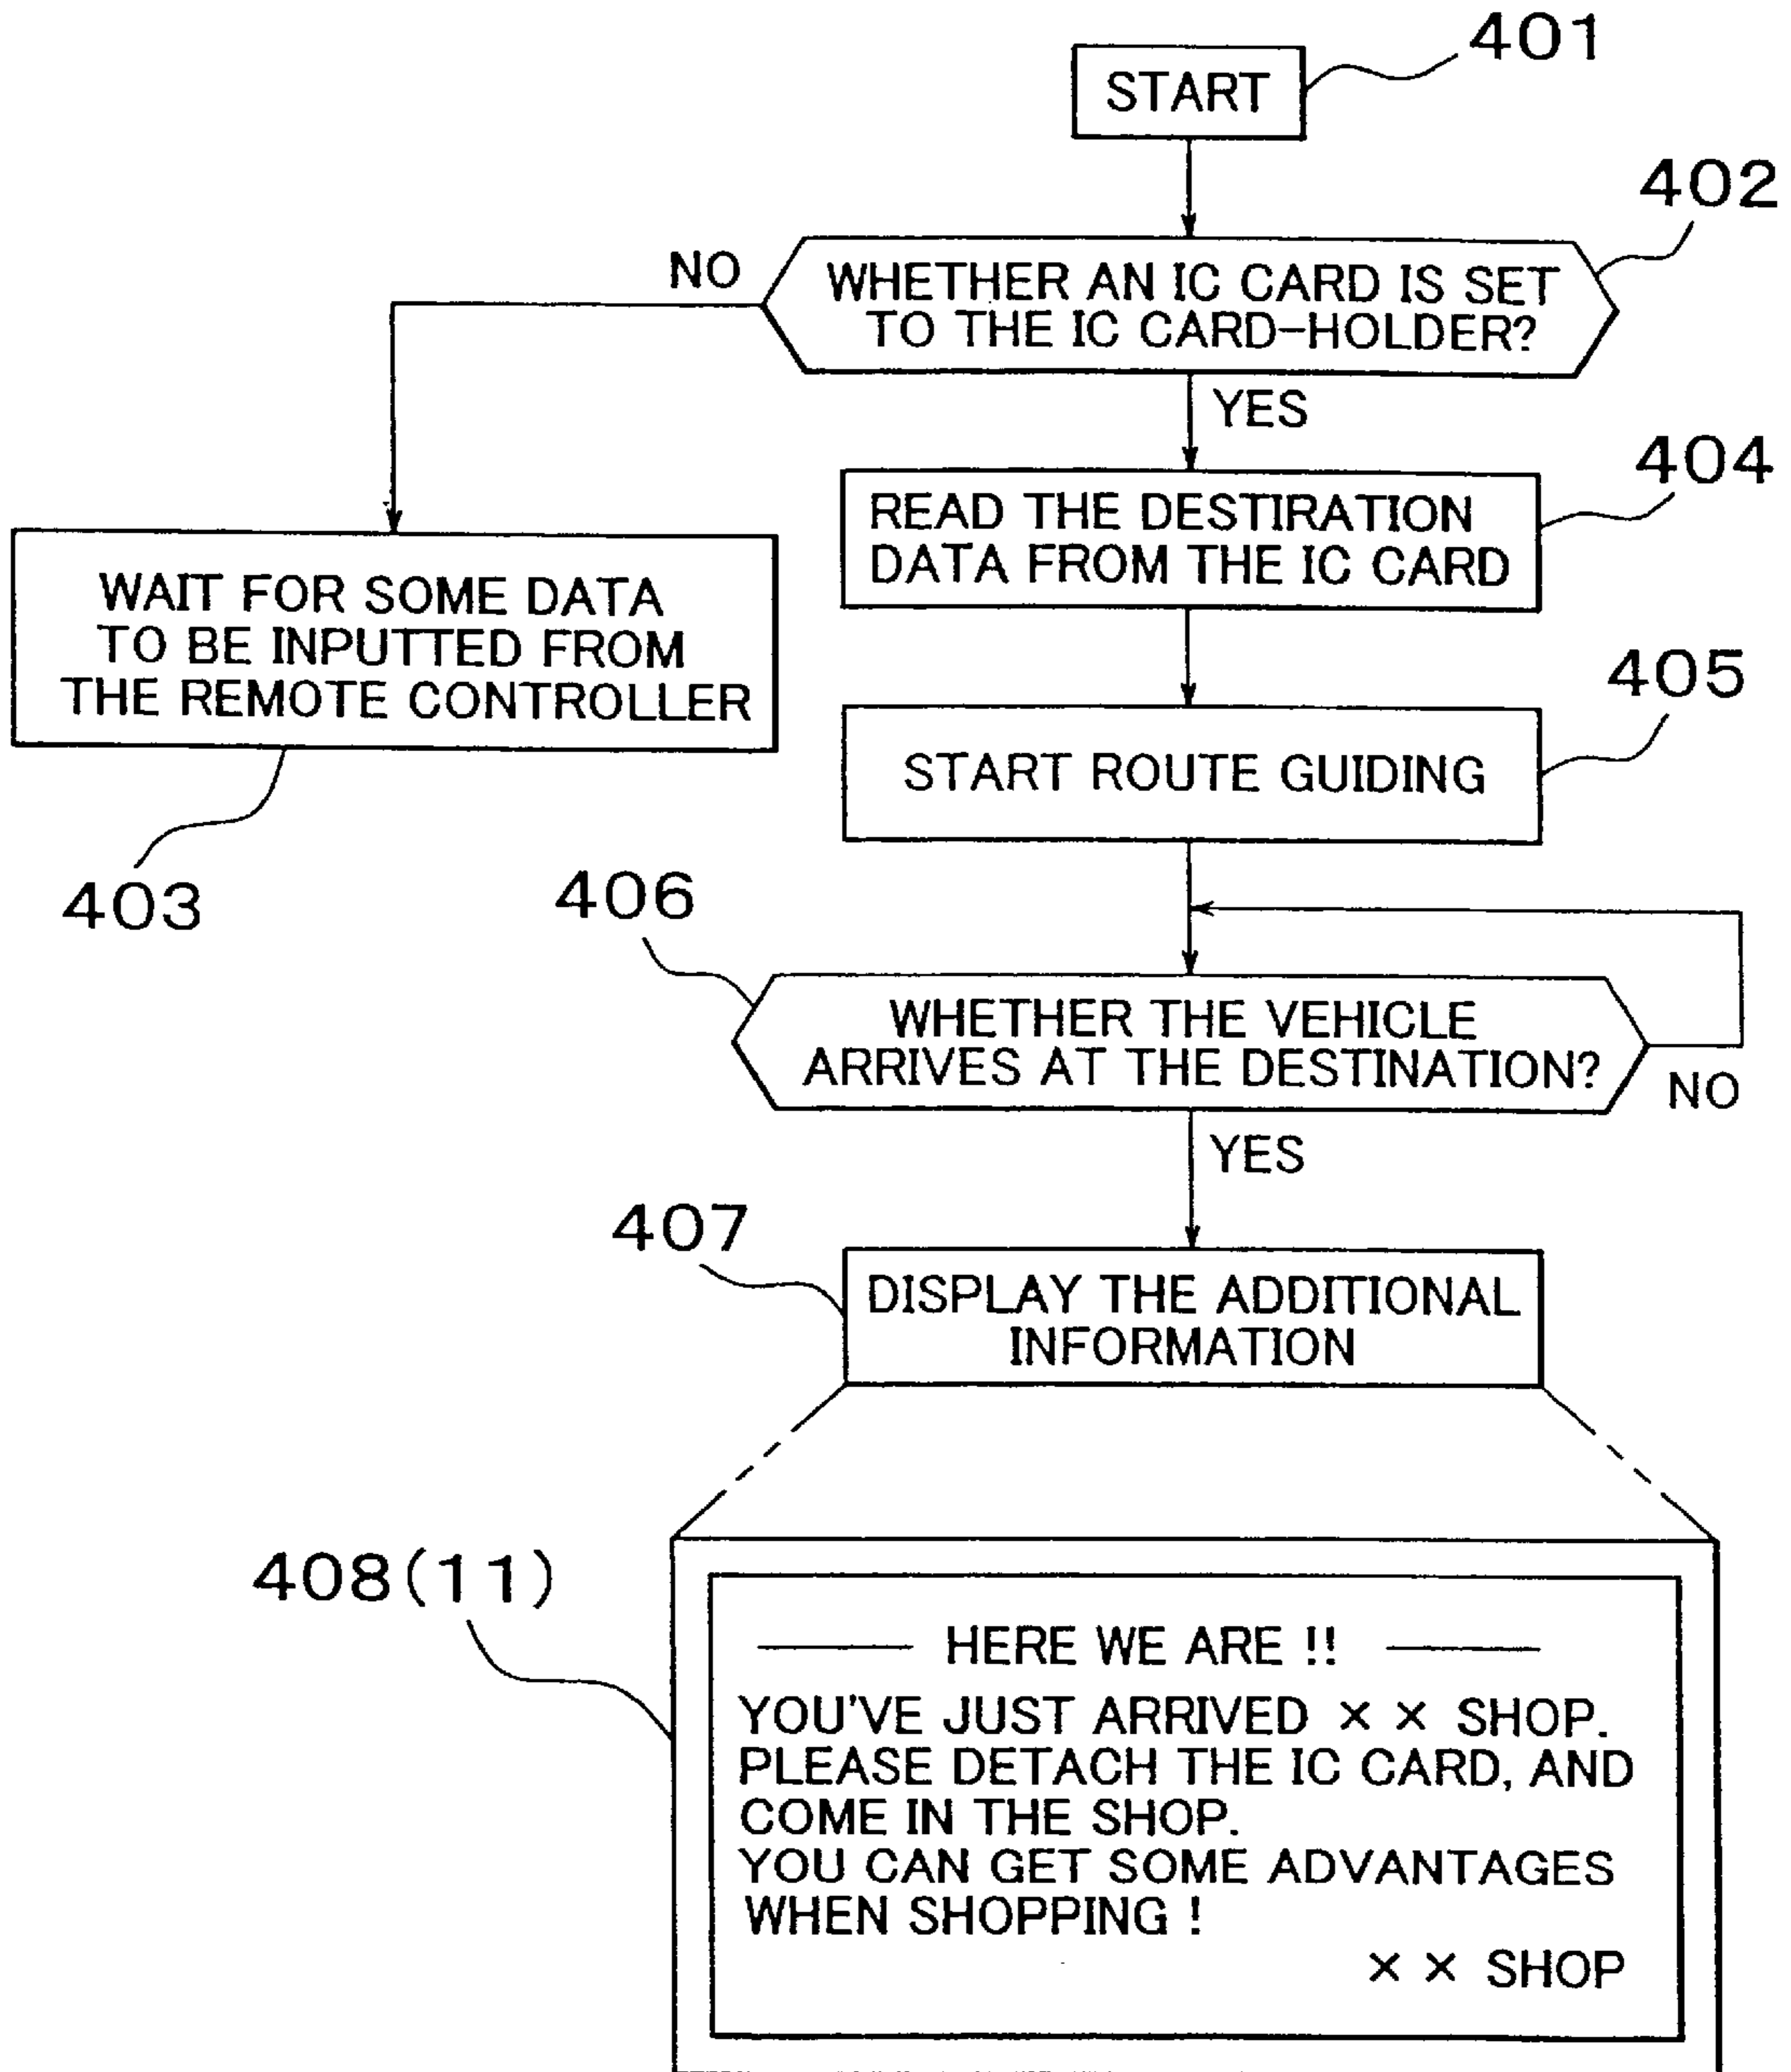 401
START
402
NO
WHETHER AN IC CARD IS SET
TO THE IC CARD-HOLDER?
YES
404
READ THE DESTIRATION
DATA FROM THE IC CARD
WAIT FOR SOME DATA
TO BE INPUTTED FROM
THE REMOTE CONTROLLER
403
405
START ROUTE GUIDING
406
WHETHER THE VEHICLE
ARRIVES AT THE DESTINATION?
NO
YES
407
DISPLAY THE ADDITIONAL
INFORMATION
408(11)
HERE WE ARE !!
YOU'VE JUST ARRIVED × × SHOP.
PLEASE DETACH THE IC CARD, AND
COME IN THE SHOP.
YOU CAN GET SOME ADVANTAGES
WHEN SHOPPING !
× × SHOP